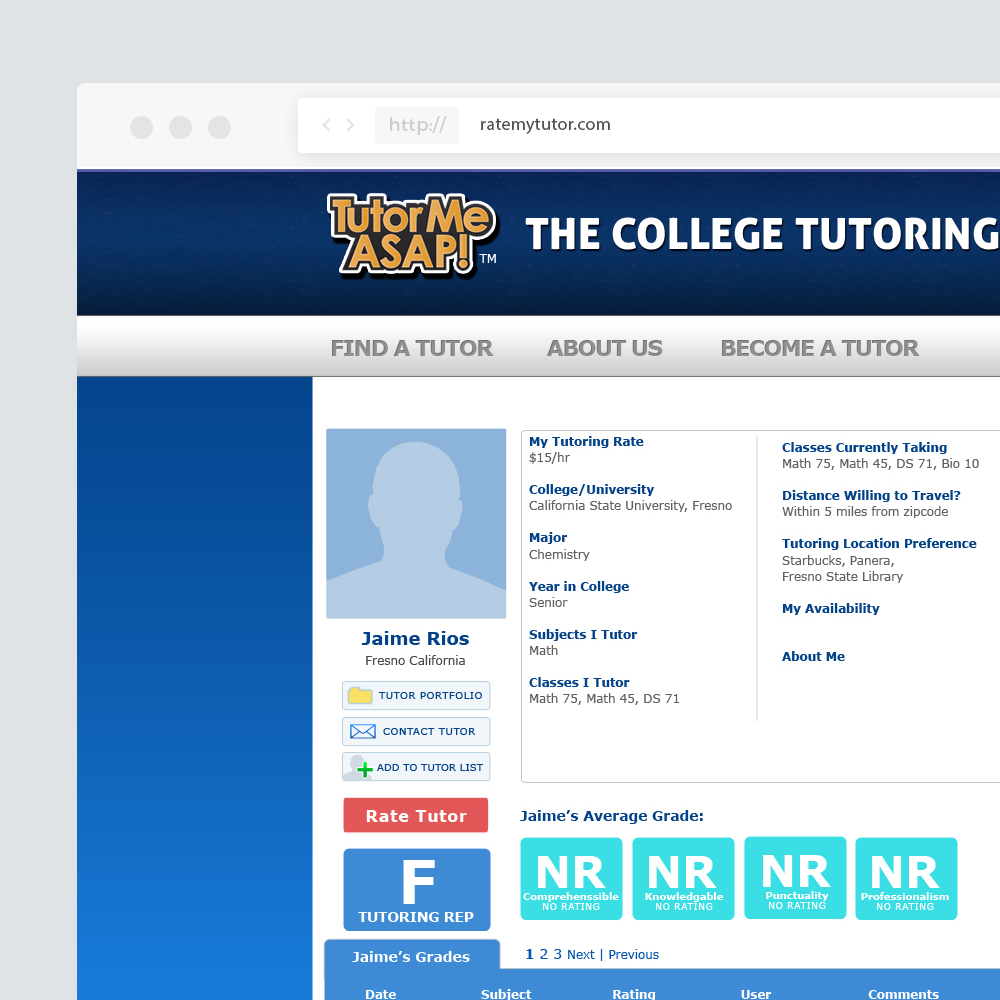 http://
ratemytutor.com
TutorMe
ASAP!
TM
THE COLLEGE TUTORING
FIND A TUTOR
ABOUT US
BECOME A TUTOR
Jaime Rios
Fresno California
TUTOR PORTFOLIO
CONTACT TUTOR
ADD TO TUTOR LIST
Rate Tutor
F
TUTORING REP
My Tutoring Rate
$15/hr
College/University
California State University, Fresno
Major
Chemistry
Year in College
Senior
Subjects I Tutor
Math
Classes I Tutor
Math 75, Math 45, DS 71
Classes Currently Taking
Math 75, Math 45, DS 71, Bio 10
Distance Willing to Travel?
Within 5 miles from zipcode
Tutoring Location Preference
Starbucks, Panera,
Fresno State Library
My Availability
About Me
Jaime's Average Grade:
NR
Comprehenssible
NO RATING
NR
Knowledgable
NO RATING
NR
Punctuality
NO RATING
NR
Professionalism
NO RATING
1 2 3 Next | Previous
Jaime's Grades
Date Subject Rating User Comments